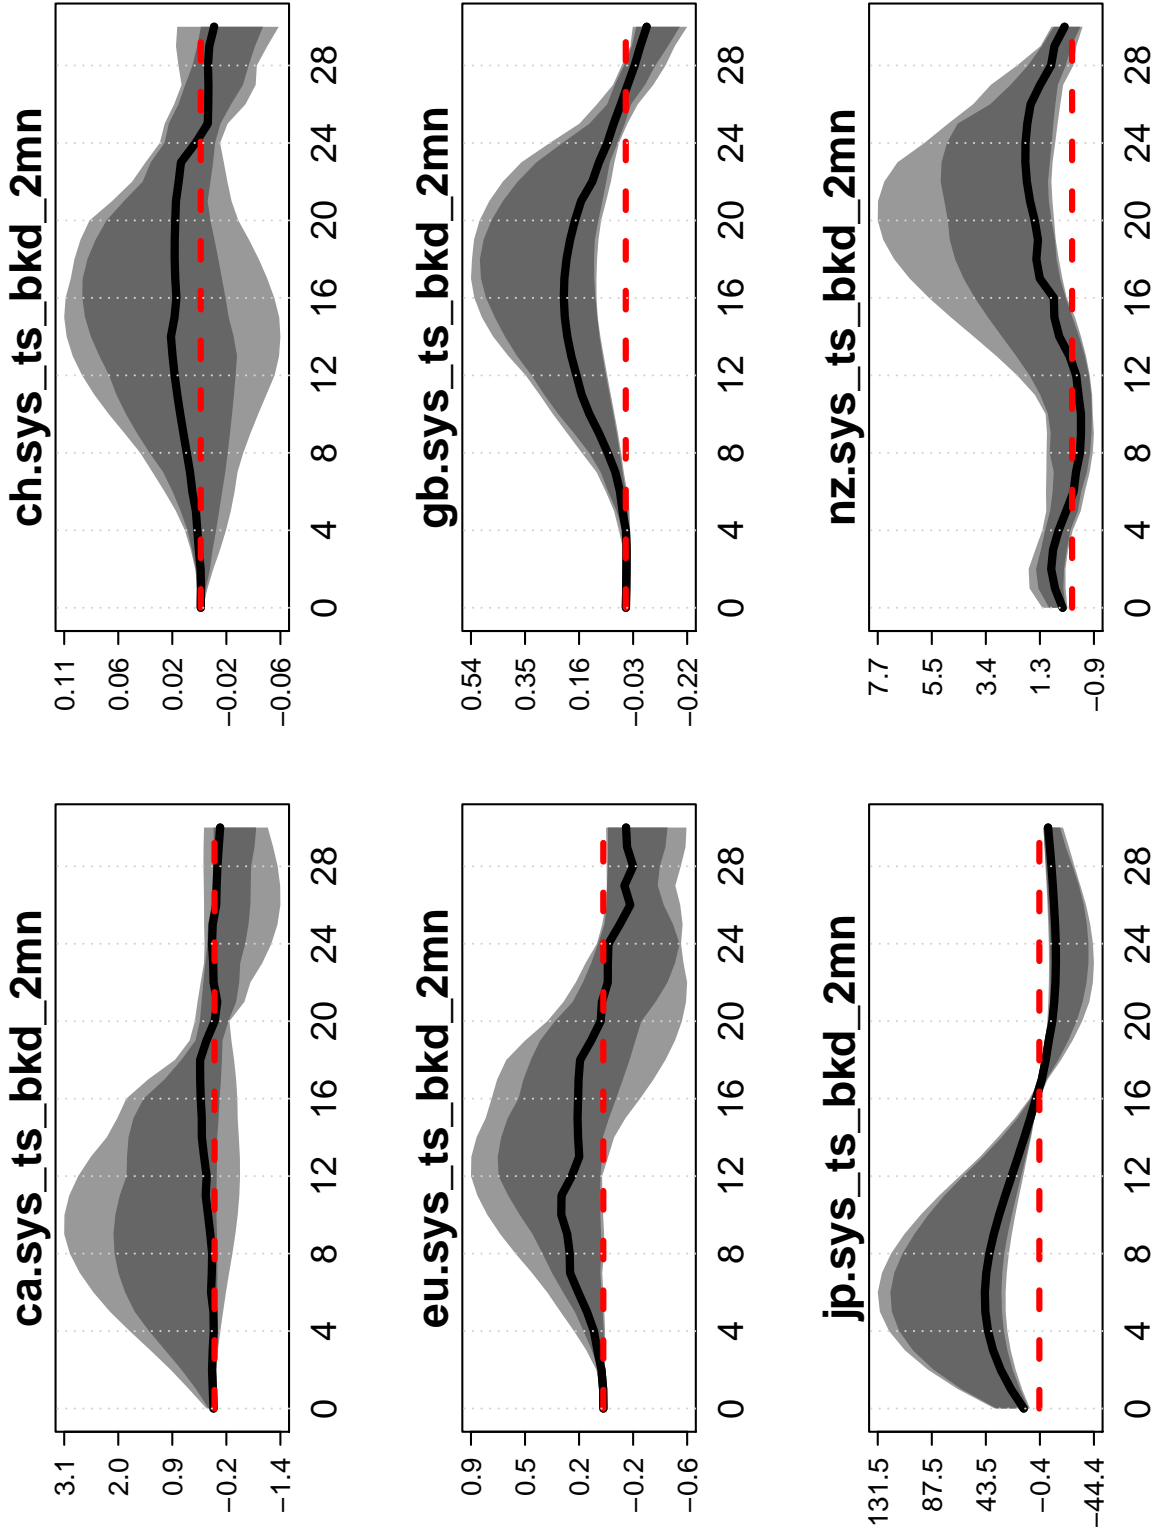 ca.sys_ts_bkd_2mn
3.1
2.0
0.9
−0.2
−1.4
0 4 8 12 16 20 24 28
ch.sys_ts_bkd_2mn
0.11
0.06
0.02
−0.02
−0.06
0 4 8 12 16 20 24 28
eu.sys_ts_bkd_2mn
0.9
0.5
0.2
−0.2
−0.6
0 4 8 12 16 20 24 28
gb.sys_ts_bkd_2mn
0.54
0.35
0.16
−0.03
−0.22
0 4 8 12 16 20 24 28
jp.sys_ts_bkd_2mn
131.5
87.5
43.5
−0.4
−44.4
0 4 8 12 16 20 24 28
nz.sys_ts_bkd_2mn
7.7
5.5
3.4
1.3
−0.9
0 4 8 12 16 20 24 28